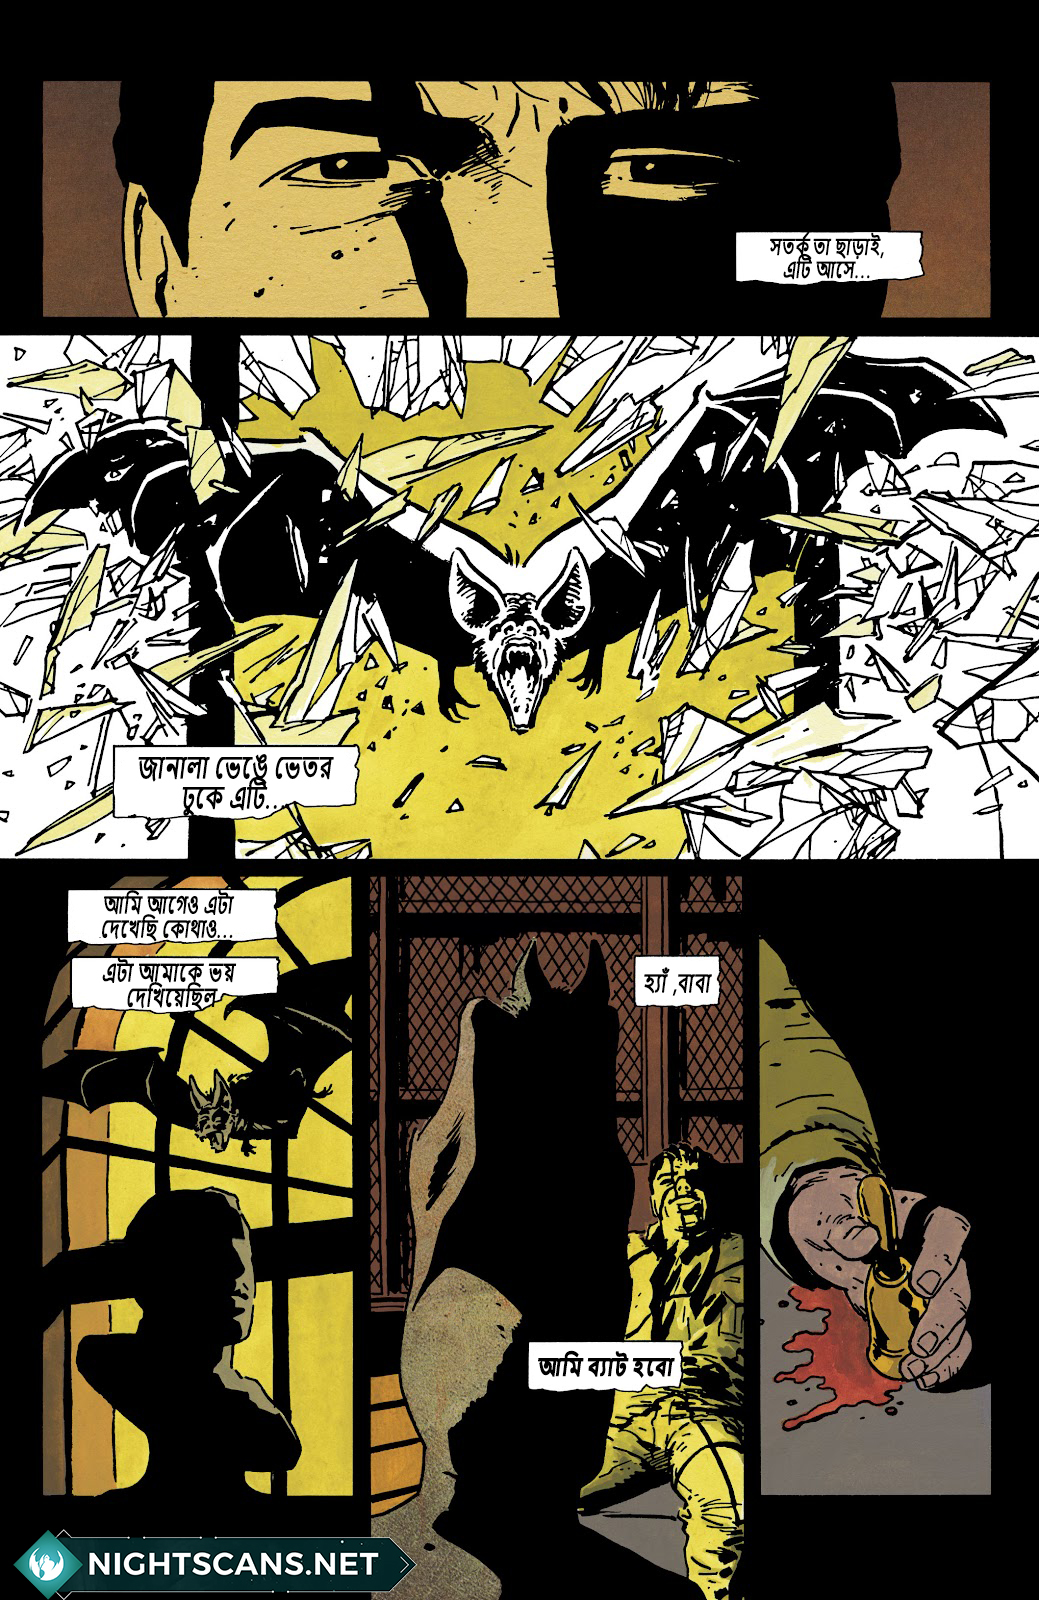 সতর্কতা ছাড়াই,
এটি আসে...
জানালা ভেঙে ভেতর
ঢুকে এটি...
আমি আগেও এটা
দেখেছি কোথাও...
এটা আমাকে ভয়
দেখিয়েছিল
হ্যাঁ ,বাবা
আমি ব্যাট হবো
NIGHTSCANS.NET